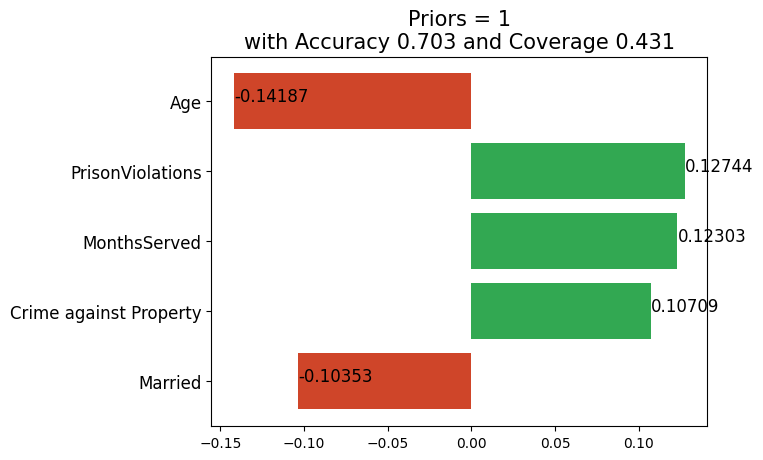 Priors = 1
with Accuracy 0.703 and Coverage 0.431
Age
-0.14187
PrisonViolations
0.12744
MonthsServed
0.12303
Crime against Property
0.10709
Married
-0.10353
−0.15 −0.10 −0.05 0.00 0.05 0.10